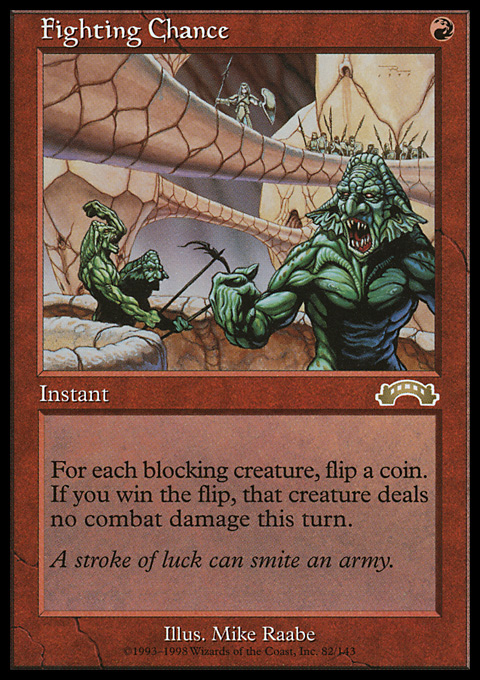 Fighting Chance
Instant
For each blocking creature, flip a coin.
If you win the flip, that creature deals
no combat damage this turn.
A stroke of luck can smite an army.
Illus. Mike Raabe
©1993-1998 Wizards of the Coast, Inc. 82/143